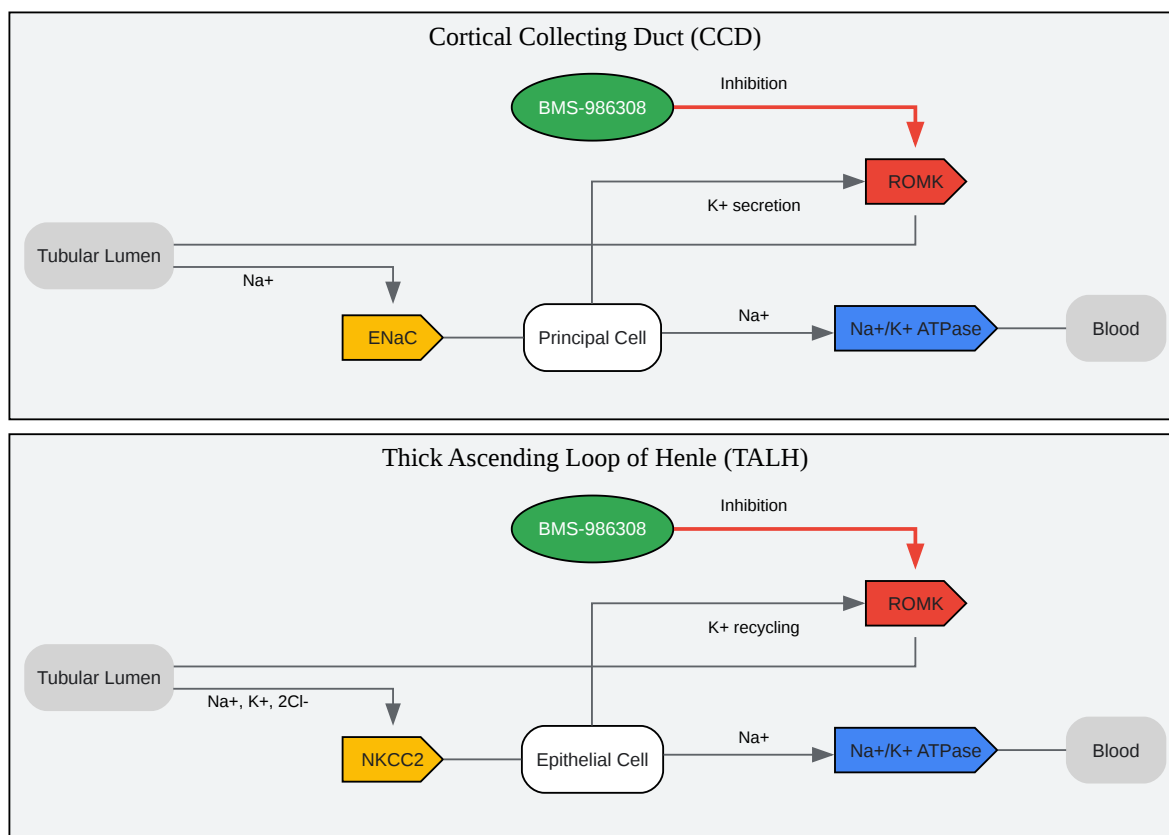 Cortical Collecting Duct (CCD)
Inhibition
BMS-986308
ROMK
K+ secretion
Tubular Lumen
Na+
ENaC
Principal Cell
Na+
Na+/K+ ATPase
Blood
Thick Ascending Loop of Henle (TALH)
Inhibition
BMS-986308
ROMK
K+ recycling
Tubular Lumen
Na+, K+, 2Cl-
NKCC2
Epithelial Cell
Na+
Na+/K+ ATPase
Blood